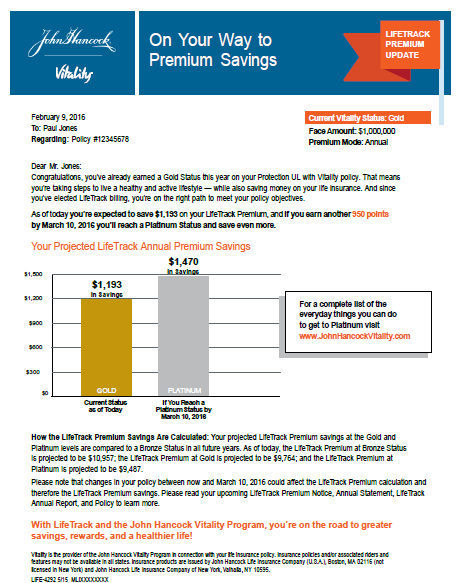 John Hancock
Vitality
On Your Way to
Premium Savings
LIFETRACK
PREMIUM
UPDATE
February 9, 2016
To: Paul Jones
Regarding: Policy #12345678
Current Vitality Status: Gold
Face Amount: $1,000,000
Premium Mode: Annual
Dear Mr. Jones:
Congratulations, you've already earned a Gold Status this year on your Protection UL with Vitality policy. That means
you're taking steps to live a healthy and active lifestyle — while also saving money on your life insurance. And since
you've elected LifeTrack billing, you're on the right path to meet your policy objectives.
As of today you're expected to save $1,193 on your LifeTrack Premium, and if you earn another 950 points
by March 10, 2016 you'll reach a Platinum Status and save even more.
Your Projected LifeTrack Annual Premium Savings
$1,500
$1,200
$900
$600
$300
$0
$1,193
In Savings
GOLD
Current Status
as of Today
$1,470
In Savings
PLATINUM
If You Reach a
Platinum Status by
March 10, 2016
For a complete list of the
everyday things you can do
to get to Platinum visit
www.JohnHancockVitality.com
How the LifeTrack Premium Savings Are Calculated: Your projected LifeTrack Premium savings at the Gold and
Platinum levels are compared to a Bronze Status in all future years. As of today, the LifeTrack Premium at Bronze Status
is projected to be $10,957; the LifeTrack Premium at Gold is projected to be $9,764; and the LifeTrack Premium at
Platinum is projected to be $9,487.
Please note that changes in your policy between now and March 10, 2016 could affect the LifeTrack Premium calculation and
therefore the LifeTrack Premium savings. Please read your upcoming LifeTrack Premium Notice, Annual Statement, LifeTrack
Annual Report, and Policy to learn more.
With LifeTrack and the John Hancock Vitality Program, you're on the road to greater
savings, rewards, and a healthier life!
Vitality is the provider of the John Hancock Vitality Program in connection with your life insurance policy. Insurance policies and/or associated riders and
features may not be available in all states. Insurance products are issued by John Hancock Life Insurance Company (U.S.A.), Boston, MA 02116 (not
licensed in New York) and John Hancock Life Insurance Company of New York, Valhalla, NY 10595.
LIFE-4292 5/15 MLIXXXXXXXX